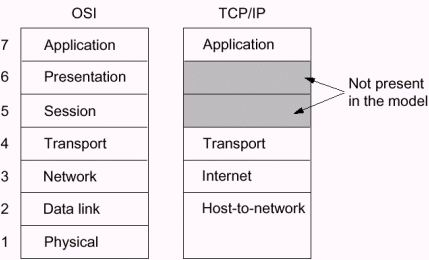 OSI TCP/IP
7 Application Application
6 Presentation
Not present
in the model
5 Session
4 Transport Transport
3 Network Internet
2 Data link Host-to-network
1 Physical